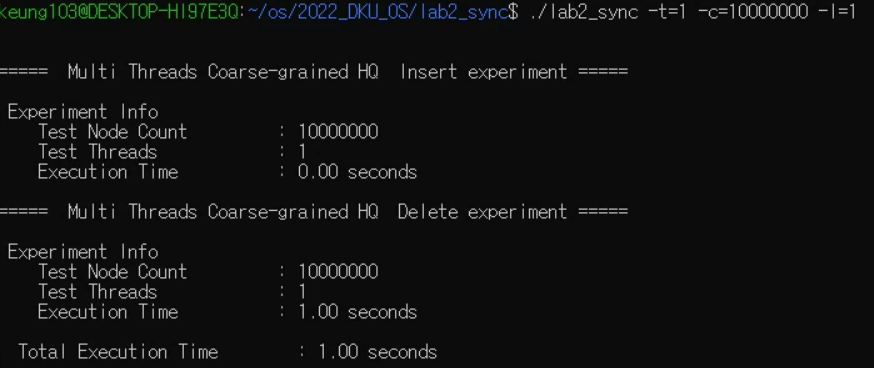 keung103@DESKTOP-HI97E3Q:~/os/2022_DKU_OS/lab2_sync$ ./lab2_sync -t=1 -c=10000000 -l=1
===== Multi Threads Coarse-grained HQ Insert experiment =====
Experiment Info
Test Node Count : 10000000
Test Threads : 1
Execution Time : 0.00 seconds
===== Multi Threads Coarse-grained HQ Delete experiment =====
Experiment Info
Test Node Count : 10000000
Test Threads : 1
Execution Time : 1.00 seconds
Total Execution Time : 1.00 seconds